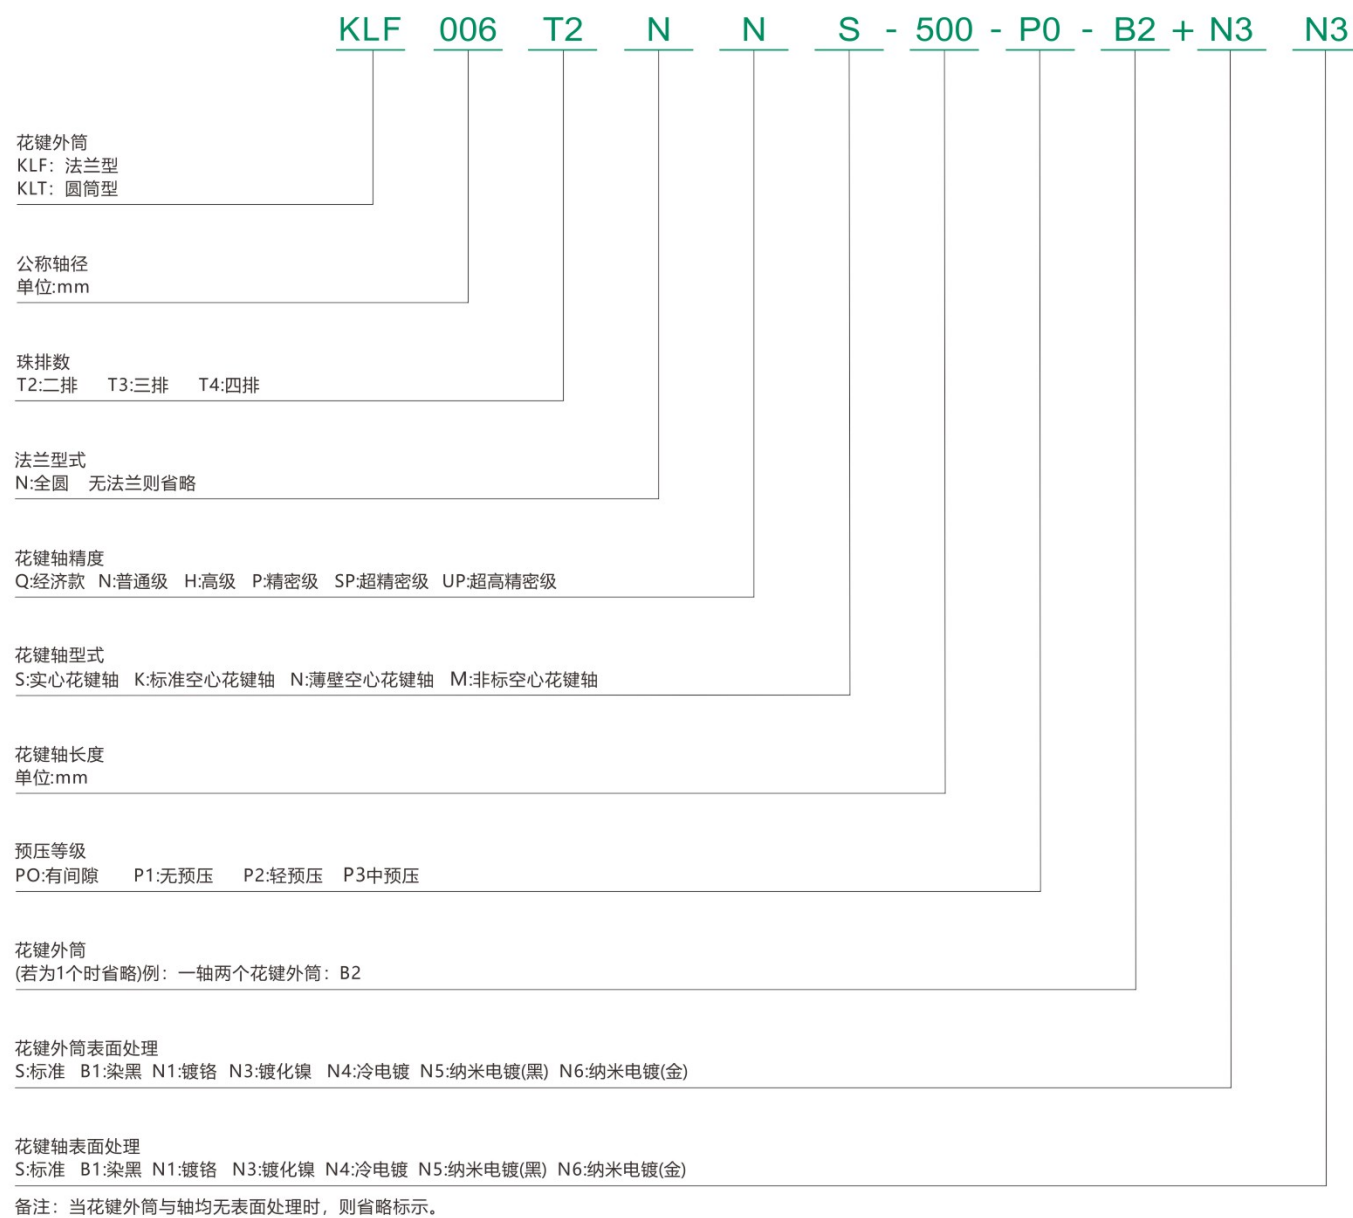 KLF 006 T2 N N S - 500 - P0 - B2 + N3 N3
花键外筒
KLF：法兰型
KLT：圆筒型
公称轴径
单位:mm
珠排数
T2:二排 T3:三排 T4:四排
法兰型式
N:全圆 无法兰则省略
花键轴精度
Q:经济款 N:普通级 H:高级 P:精密级 SP:超精密级 UP:超高精密级
花键轴型式
S:实心花键轴 K:标准空心花键轴 N:薄壁空心花键轴 M:非标空心花键轴
花键轴长度
单位:mm
预压等级
PO:有间隙 P1:无预压 P2:轻预压 P3中预压
花键外筒
(若为1个时省略)例：一轴两个花键外筒：B2
花键外筒表面处理
S:标准 B1:染黑 N1:镀铬 N3:镀化镍 N4:冷电镀 N5:纳米电镀(黑) N6:纳米电镀(金)
花键轴表面处理
S:标准 B1:染黑 N1:镀铬 N3:镀化镍 N4:冷电镀 N5:纳米电镀(黑) N6:纳米电镀(金)
备注：当花键外筒与轴均无表面处理时，则省略标示。